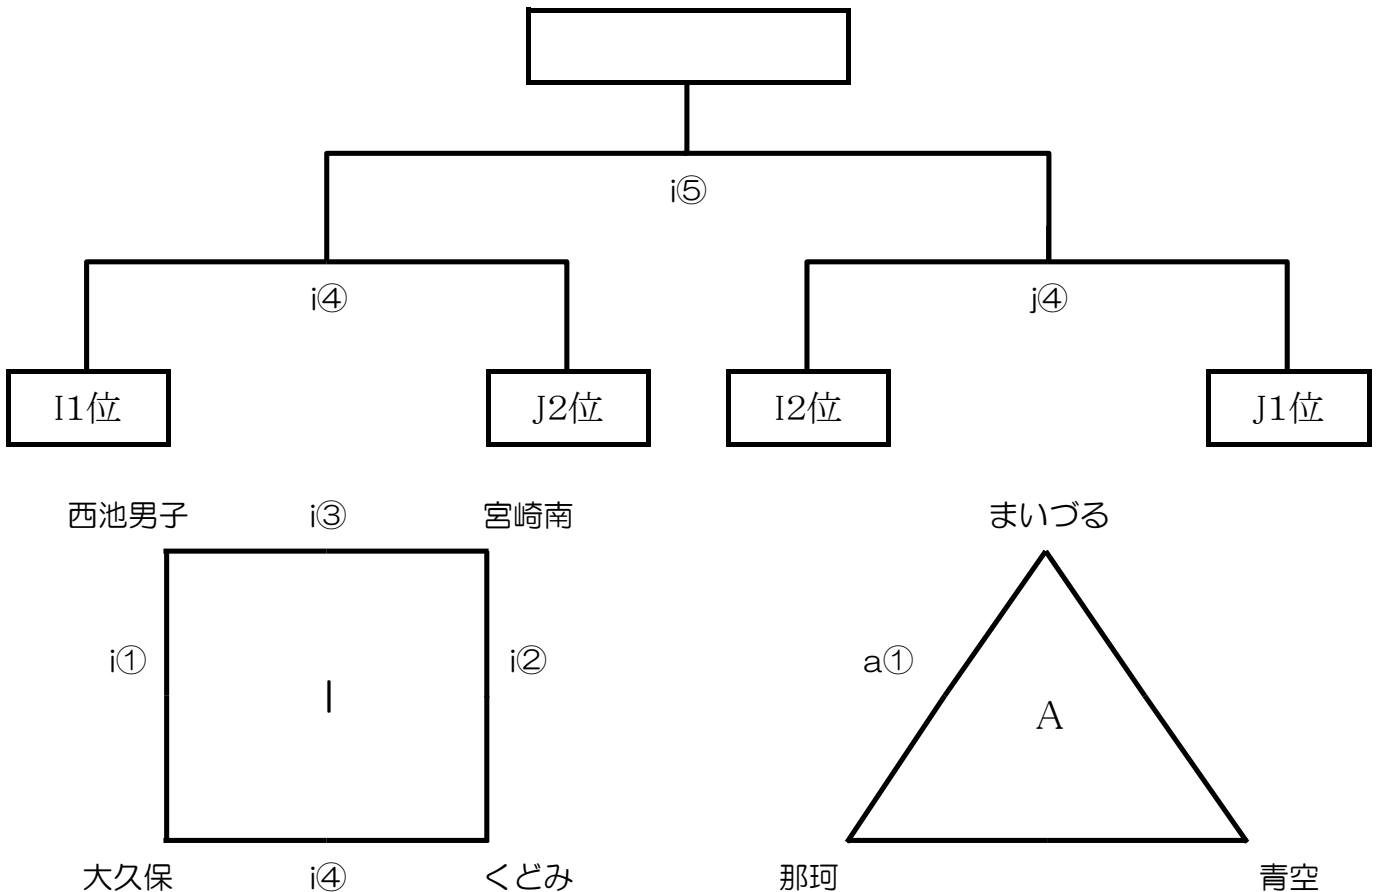 i⑤
i④ j④
I1位 J2位 I2位 J1位
西池男子 i③ 宮崎南 まいづる
i① i② a①
I A
大久保 i④ くどみ 那珂 青空